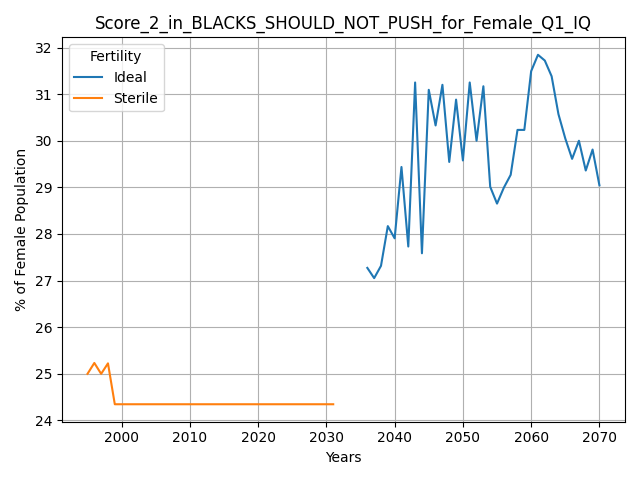 Score_2_in_BLACKS_SHOULD_NOT_PUSH_for_Female_Q1_IQ
Fertility
Ideal
Sterile
% of Female Population
32
31
30
29
28
27
26
25
24
2000
2010
2020
2030
2040
2050
2060
2070
Years